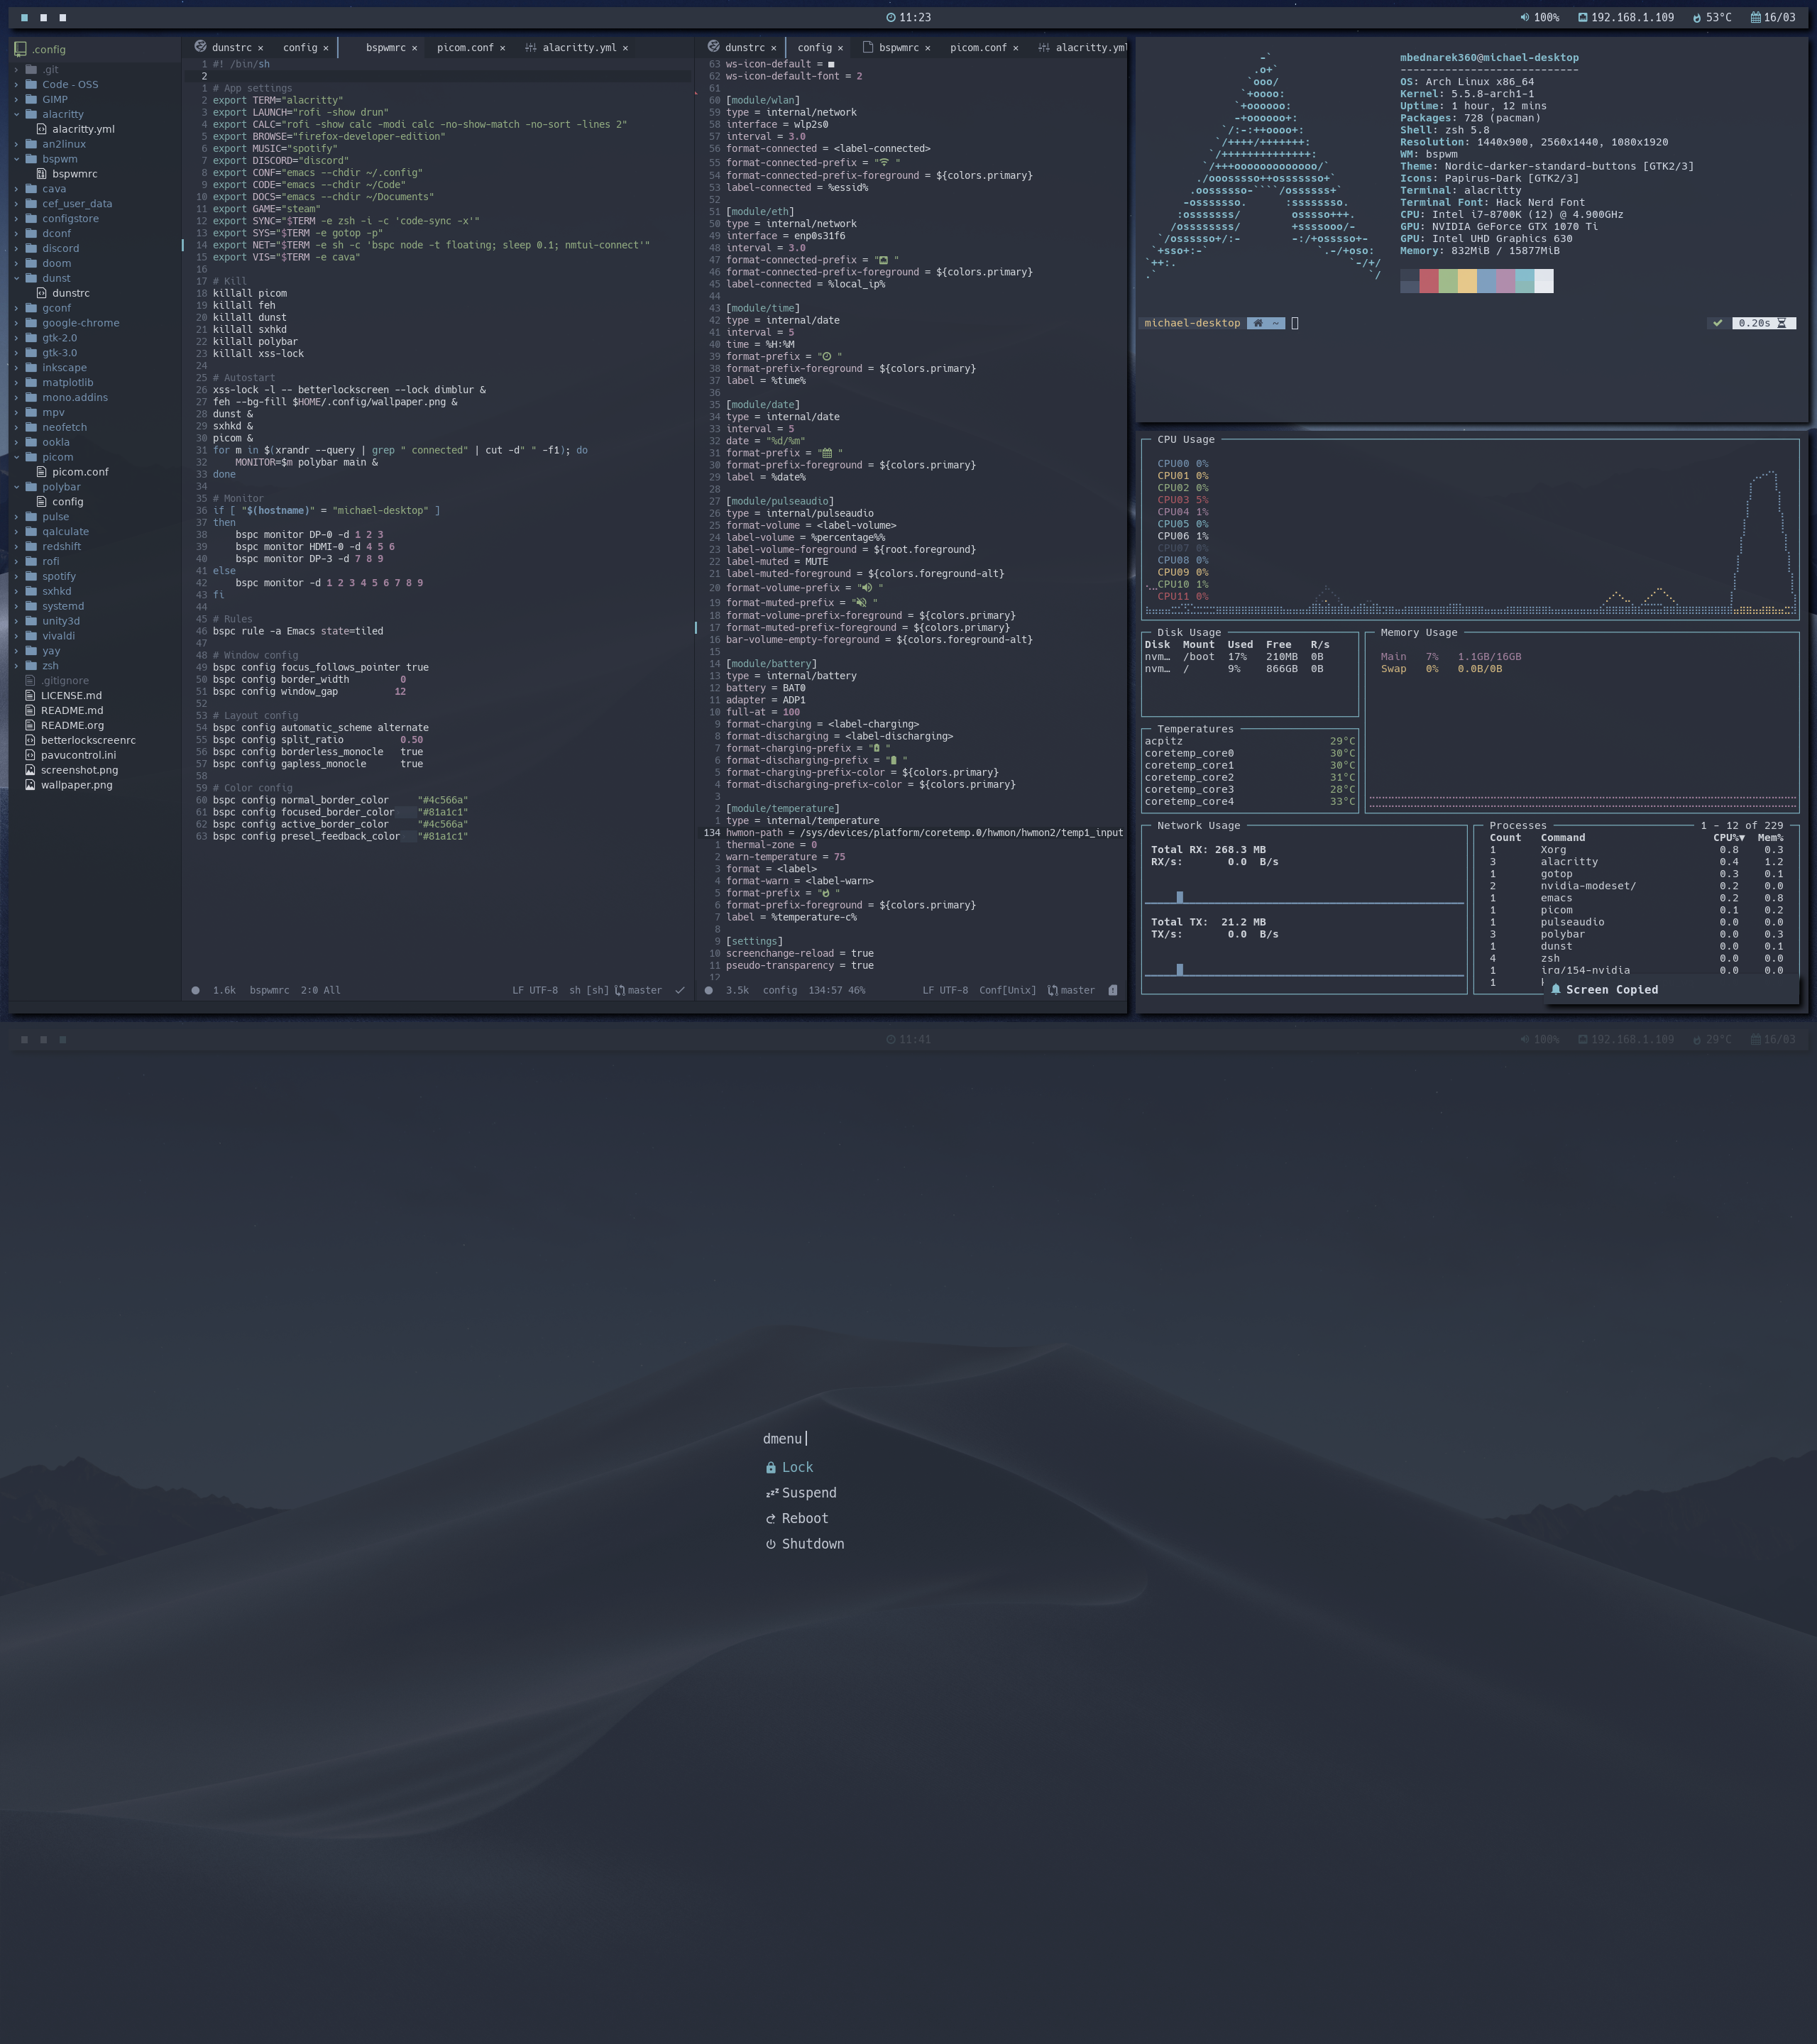 11:23
100% 192.168.1.109 53°C 16/03
.config
.git
Code - OSS
GIMP
alacritty
alacritty.yml
an2linux
bspwm
bspwmrc
cava
cef_user_data
configstore
dconf
discord
doom
dunst
dunstrc
gconf
google-chrome
gtk-2.0
gtk-3.0
inkscape
matplotlib
mono.addins
mpv
neofetch
ookla
picom
picom.conf
polybar
config
pulse
qalculate
redshift
rofi
spotify
sxhkd
systemd
unity3d
vivaldi
yay
zsh
.gitignore
LICENSE.md
README.md
README.org
betterlockscreenrc
pavucontrol.ini
screenshot.png
wallpaper.png
dunstrc × config × bspwmrc × picom.conf × alacritty.yml ×
1 #! /bin/sh
2
1 # App settings
2 export TERM="alacritty"
3 export LAUNCH="rofi -show drun"
4 export CALC="rofi -show calc -modi calc -no-show-match -no-sort -lines 2"
5 export BROWSE="firefox-developer-edition"
6 export MUSIC="spotify"
7 export DISCORD="discord"
8 export CONF="emacs --chdir ~/.config"
9 export CODE="emacs --chdir ~/Code"
10 export DOCS="emacs --chdir ~/Documents"
11 export GAME="steam"
12 export SYNC="$TERM -e zsh -i -c 'code-sync -x'"
13 export SYS="$TERM -e gotop -p"
14 export NET="$TERM -e sh -c 'bspc node -t floating; sleep 0.1; nmtui-connect'"
15 export VIS="$TERM -e cava"
16
17 # Kill
18 killall picom
19 killall feh
20 killall dunst
21 killall sxhkd
22 killall polybar
23 killall xss-lock
24
25 # Autostart
26 xss-lock -l -- betterlockscreen --lock dimblur &
27 feh --bg-fill $HOME/.config/wallpaper.png &
28 dunst &
29 sxhkd &
30 picom &
31 for m in $(xrandr --query | grep " connected" | cut -d" " -f1); do
32 MONITOR=$m polybar main &
33 done
34
35 # Monitor
36 if [ "$(hostname)" = "michael-desktop" ]
37 then
38 bspc monitor DP-0 -d 1 2 3
39 bspc monitor HDMI-0 -d 4 5 6
40 bspc monitor DP-3 -d 7 8 9
41 else
42 bspc monitor -d 1 2 3 4 5 6 7 8 9
43 fi
44
45 # Rules
46 bspc rule -a Emacs state=tiled
47
48 # Window config
49 bspc config focus_follows_pointer true
50 bspc config border_width 0
51 bspc config window_gap 12
52
53 # Layout config
54 bspc config automatic_scheme alternate
55 bspc config split_ratio 0.50
56 bspc config borderless_monocle true
57 bspc config gapless_monocle true
58
59 # Color config
60 bspc config normal_border_color "#4c566a"
61 bspc config focused_border_color "#81a1c1"
62 bspc config active_border_color "#4c566a"
63 bspc config presel_feedback_color "#81a1c1"
1.6k bspwmrc 2:0 All LF UTF-8 sh [sh] master
dunstrc × config × bspwmrc × picom.conf × alacritty.yml
63 ws-icon-default = ■
62 ws-icon-default-font = 2
61
60 [module/wlan]
59 type = internal/network
58 interface = wlp2s0
57 interval = 3.0
56 format-connected = <label-connected>
55 format-connected-prefix = " "
54 format-connected-prefix-foreground = ${colors.primary}
53 label-connected = %essid%
52
51 [module/eth]
50 type = internal/network
49 interface = enp0s31f6
48 interval = 3.0
47 format-connected-prefix = " "
46 format-connected-prefix-foreground = ${colors.primary}
45 label-connected = %local_ip%
44
43 [module/time]
42 type = internal/date
41 interval = 5
40 time = %H:%M
39 format-prefix = " "
38 format-prefix-foreground = ${colors.primary}
37 label = %time%
36
35 [module/date]
34 type = internal/date
33 interval = 5
32 date = "%d/%m"
31 format-prefix = " "
30 format-prefix-foreground = ${colors.primary}
29 label = %date%
28
27 [module/pulseaudio]
26 type = internal/pulseaudio
25 format-volume = <label-volume>
24 label-volume = %percentage%%
23 label-volume-foreground = ${root.foreground}
22 label-muted = MUTE
21 label-muted-foreground = ${colors.foreground-alt}
20 format-volume-prefix = " "
19 format-muted-prefix = " "
18 format-volume-prefix-foreground = ${colors.primary}
17 format-muted-prefix-foreground = ${colors.primary}
16 bar-volume-empty-foreground = ${colors.foreground-alt}
15
14 [module/battery]
13 type = internal/battery
12 battery = BAT0
11 adapter = ADP1
10 full-at = 100
9 format-charging = <label-charging>
8 format-discharging = <label-discharging>
7 format-charging-prefix = " "
6 format-discharging-prefix = " "
5 format-charging-prefix-color = ${colors.primary}
4 format-discharging-prefix-color = ${colors.primary}
3
2 [module/temperature]
1 type = internal/temperature
134 hwmon-path = /sys/devices/platform/coretemp.0/hwmon/hwmon2/temp1_input
1 thermal-zone = 0
2 warn-temperature = 75
3 format = <label>
4 format-warn = <label-warn>
5 format-prefix = " "
6 format-prefix-foreground = ${colors.primary}
7 label = %temperature-c%
8
9 [settings]
10 screenchange-reload = true
11 pseudo-transparency = true
12
3.5k config 134:57 46% LF UTF-8 Conf[Unix] master
mbednarek360@michael-desktop
----------------------------
OS: Arch Linux x86_64
Kernel: 5.5.8-arch1-1
Uptime: 1 hour, 12 mins
Packages: 728 (pacman)
Shell: zsh 5.8
Resolution: 1440x900, 2560x1440, 1080x1920
WM: bspwm
Theme: Nordic-darker-standard-buttons [GTK2/3]
Icons: Papirus-Dark [GTK2/3]
Terminal: alacritty
Terminal Font: Hack Nerd Font
CPU: Intel i7-8700K (12) @ 4.900GHz
GPU: NVIDIA GeForce GTX 1070 Ti
GPU: Intel UHD Graphics 630
Memory: 832MiB / 15877MiB
michael-desktop ~ 0.20s
CPU Usage
CPU00 0%
CPU01 0%
CPU02 0%
CPU03 5%
CPU04 1%
CPU05 0%
CPU06 1%
CPU07 0%
CPU08 0%
CPU09 0%
CPU10 1%
CPU11 0%
Disk Usage
Disk Mount Used Free R/s
nvm… /boot 17% 210MB 0B
nvm… / 9% 866GB 0B
Memory Usage
Main 7% 1.1GB/16GB
Swap 0% 0.0B/0B
Temperatures
acpitz 29°C
coretemp_core0 30°C
coretemp_core1 30°C
coretemp_core2 31°C
coretemp_core3 28°C
coretemp_core4 33°C
Network Usage
Total RX: 268.3 MB
RX/s: 0.0 B/s
Total TX: 21.2 MB
TX/s: 0.0 B/s
Processes 1 - 12 of 229
Count Command CPU%▼ Mem%
1 Xorg 0.8 0.3
3 alacritty 0.4 1.2
1 gotop 0.3 0.1
2 nvidia-modeset/ 0.2 0.0
1 emacs 0.2 0.8
1 picom 0.1 0.2
1 pulseaudio 0.0 0.0
3 polybar 0.0 0.3
1 dunst 0.0 0.1
4 zsh 0.0 0.0
1 irq/154-nvidia 0.0 0.0
1
Screen Copied
11:41
100% 192.168.1.109 29°C 16/03
dmenu
Lock
Suspend
Reboot
Shutdown